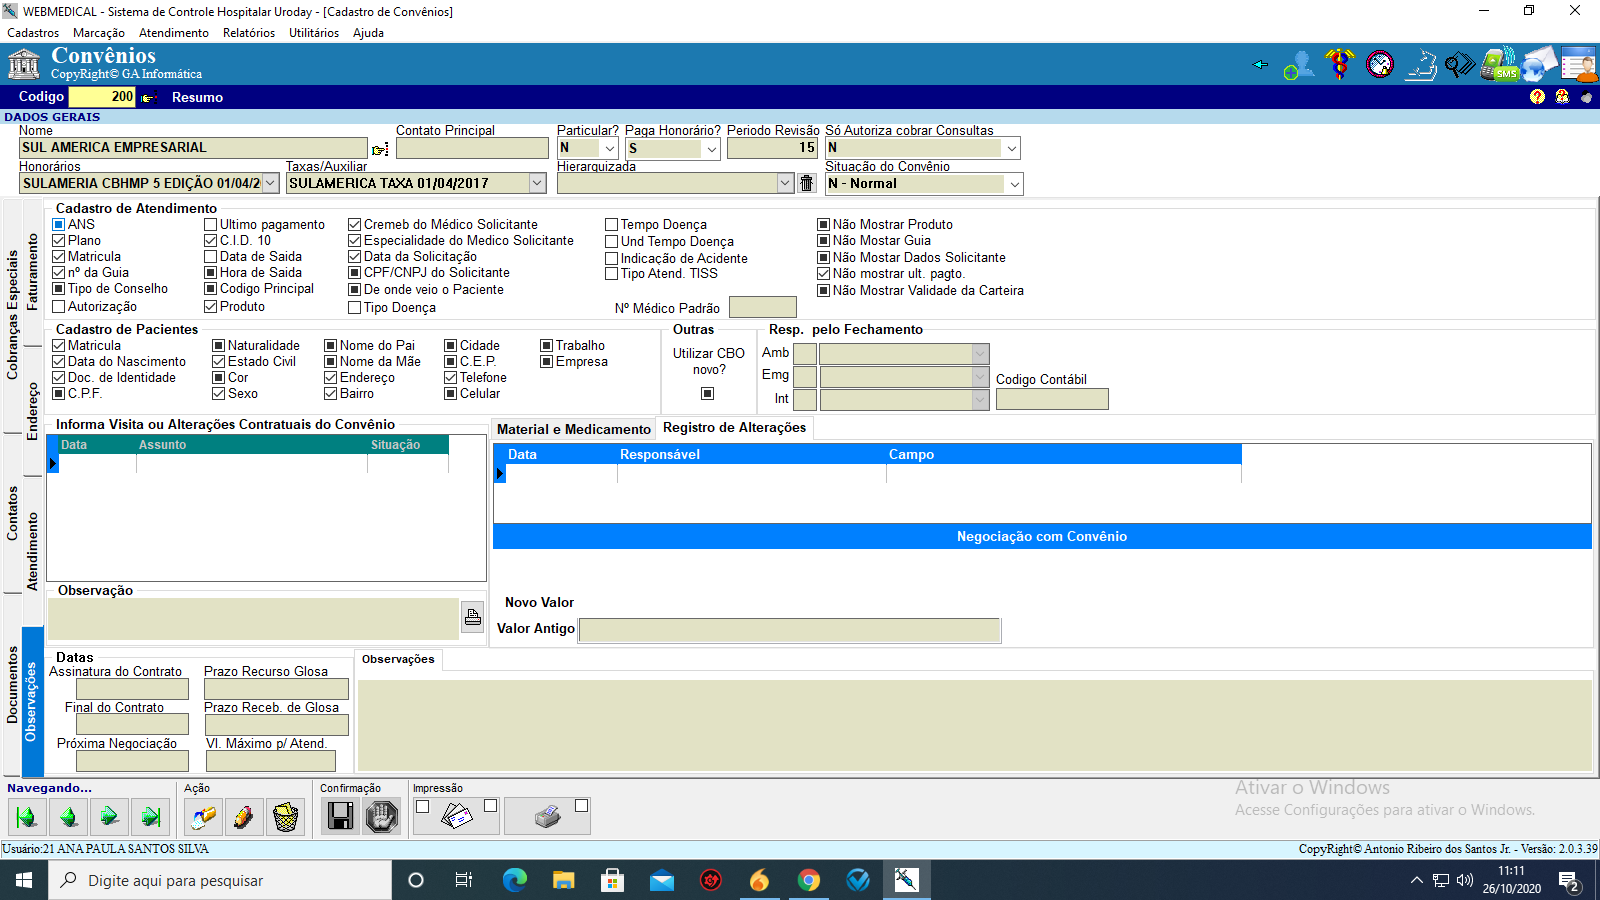 WEBMEDICAL - Sistema de Controle Hospitalar Uroday - [Cadastro de Convênios]
Cadastros Marcação Atendimento Relatórios Utilitários Ajuda
Convênios
CopyRight© GA Informática
SMS
Codigo 200 Resumo
DADOS GERAIS
Nome Contato Principal Particular? Paga Honorário? Periodo Revisão Só Autoriza cobrar Consultas
SUL AMERICA EMPRESARIAL N S 15 N
Honorários Taxas/Auxiliar Hierarquizada Situação do Convênio
SULAMERIA CBHMP 5 EDIÇÃO 01/04/2 SULAMERICA TAXA 01/04/2017 N - Normal
Cobranças Especiais
Contatos
Documentos
Faturamento
Endereço
Atendimento
Observações
Cadastro de Atendimento
ANS Ultimo pagamento Cremeb do Médico Solicitante Tempo Doença Não Mostrar Produto
Plano C.I.D. 10 Especialidade do Medico Solicitante Und Tempo Doença Não Mostar Guia
Matricula Data de Saida Data da Solicitação Indicação de Acidente Não Mostar Dados Solicitante
nº da Guia Hora de Saida CPF/CNPJ do Solicitante Tipo Atend. TISS Não mostrar ult. pagto.
Tipo de Conselho Codigo Principal De onde veio o Paciente Não Mostrar Validade da Carteira
Autorização Produto Tipo Doença Nº Médico Padrão
Cadastro de Pacientes Outras Resp. pelo Fechamento
Matricula Naturalidade Nome do Pai Cidade Trabalho
Data do Nascimento Estado Civil Nome da Mãe C.E.P. Empresa
Doc. de Identidade Cor Endereço Telefone
C.P.F. Sexo Bairro Celular
Utilizar CBO
novo?
Amb
Emg
Int
Codigo Contábil
Informa Visita ou Alterações Contratuais do Convênio
Data Assunto Situação
Material e Medicamento Registro de Alterações
Data Responsável Campo
Negociação com Convênio
Observação
Novo Valor
Valor Antigo
Datas
Assinatura do Contrato Prazo Recurso Glosa
Final do Contrato Prazo Receb. de Glosa
Próxima Negociação Vl. Máximo p/ Atend.
Observações
Navegando... Ação Confirmação Impressão
Ativar o Windows
Acesse Configurações para ativar o Windows.
Usuário:21 ANA PAULA SANTOS SILVA CopyRight© Antonio Ribeiro dos Santos Jr. - Versão: 2.0.3.39
Digite aqui para pesquisar
11:11
26/10/2020
2